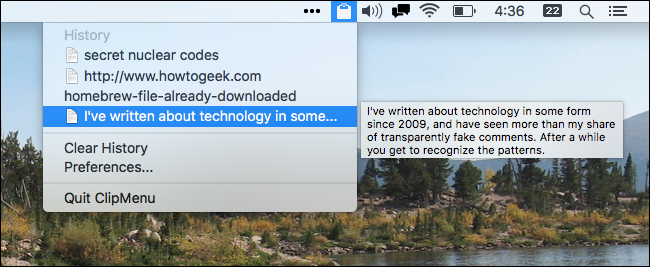 4:36
22
History
secret nuclear codes
http://www.howtogeek.com
homebrew-file-already-downloaded
I've written about technology in some...
I've written about technology in some form
since 2009, and have seen more than my share
of transparently fake comments. After a while
you get to recognize the patterns.
Clear History
Preferences...
Quit ClipMenu